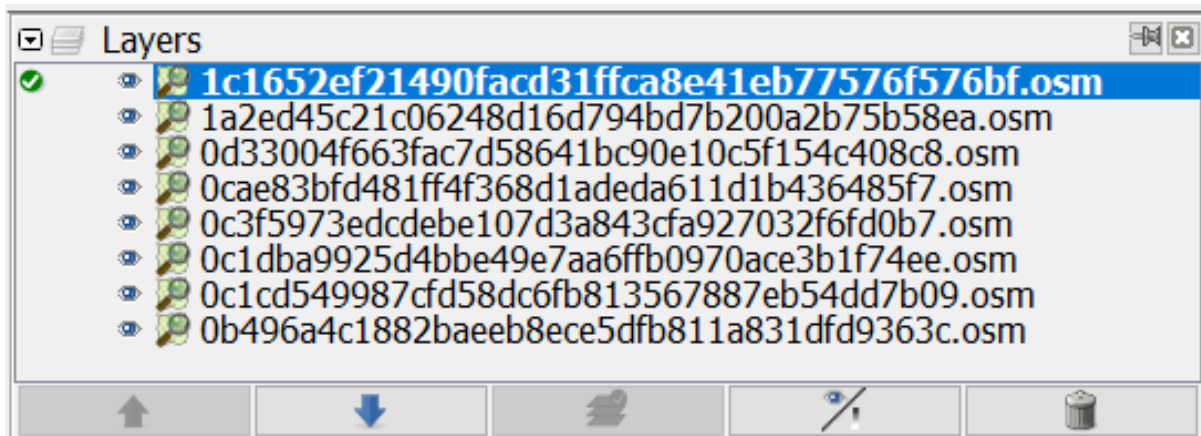 Layers
1c1652ef21490facd31ffca8e41eb77576f576bf.osm
1a2ed45c21c06248d16d794bd7b200a2b75b58ea.osm
0d33004f663fac7d58641bc90e10c5f154c408c8.osm
0cae83bfd481ff4f368d1adeda611d1b436485f7.osm
0c3f5973edcdebe107d3a843cfa927032f6fd0b7.osm
0c1dba9925d4bbe49e7aa6ffb0970ace3b1f74ee.osm
0c1cd549987cfd58dc6fb813567887eb54dd7b09.osm
0b496a4c1882baeeb8ece5dfb811a831dfd9363c.osm